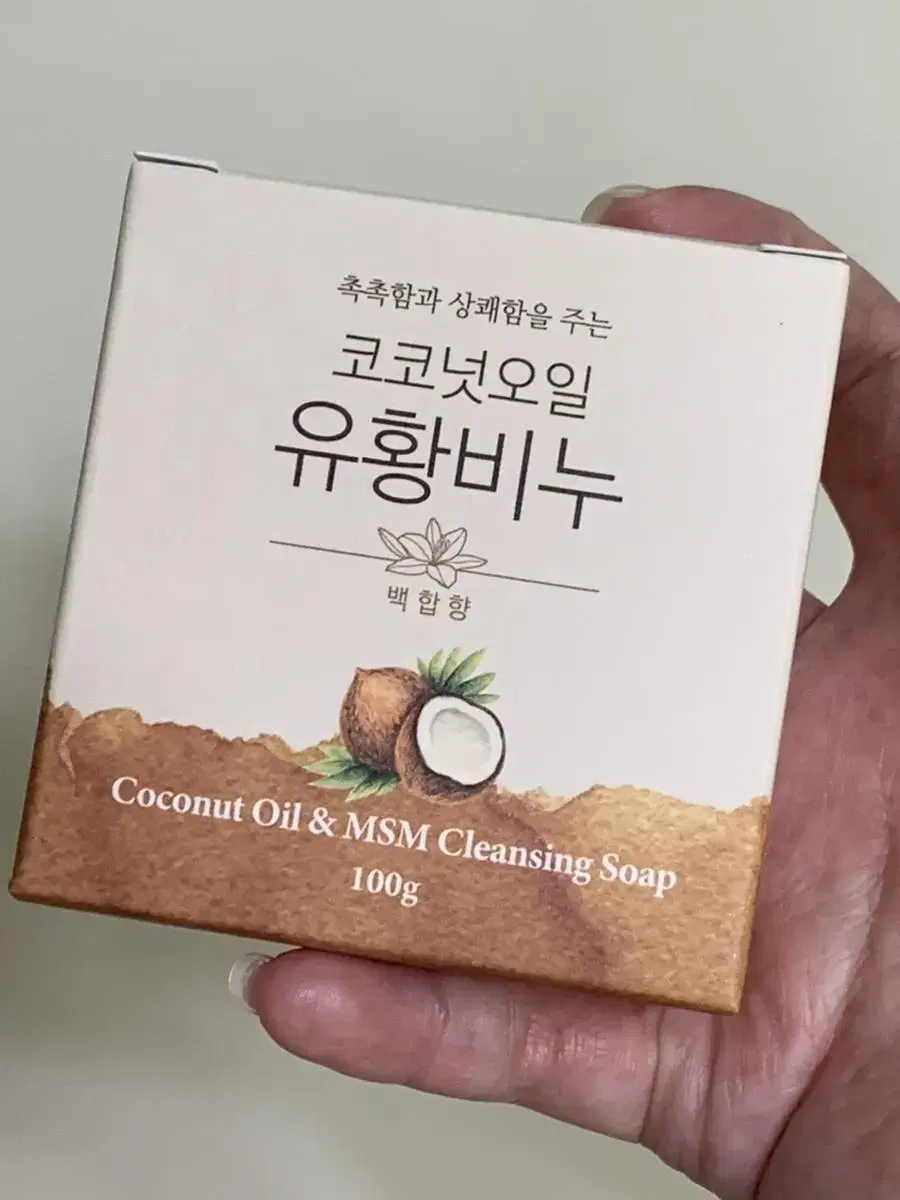 촉촉함과 상쾌함을 주는
코코넛오일
유황비누
백합향
Coconut Oil & MSM Cleansing Soap
100g